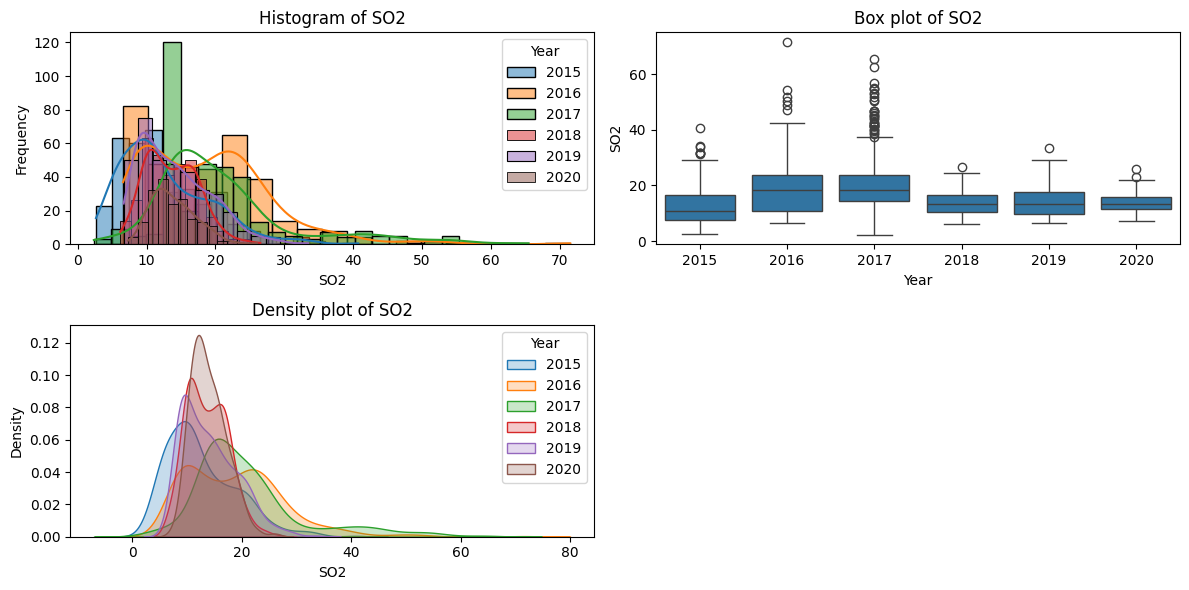 Histogram of SO2
Frequency
120
100
80
60
40
20
0
0 10 20 30 40 50 60 70
SO2
Year
2015
2016
2017
2018
2019
2020
Box plot of SO2
SO2
60
40
20
0
2015 2016 2017 2018 2019 2020
Year
Density plot of SO2
Density
0.12
0.10
0.08
0.06
0.04
0.02
0.00
0 20 40 60 80
SO2
Year
2015
2016
2017
2018
2019
2020